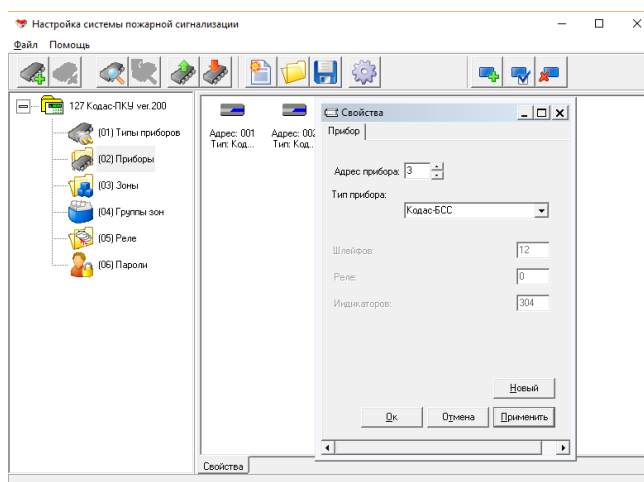 Настройка системы пожарной сигнализации
Файл Помощь
127 Кодас-ПКУ ver.200
(01) Типы приборов
(02) Приборы
(03) Зоны
(04) Группы зон
(05) Реле
(06) Пароли
Адрес: 001
Тип: Код...
Адрес: 002
Тип: Код..
Свойства
Прибор
Адрес прибора: 3
Тип прибора:
Кодас-БСС
Шлейфов: 12
Реле: 0
Индикаторов: 304
Новый
Ок Отмена Применить
Свойства